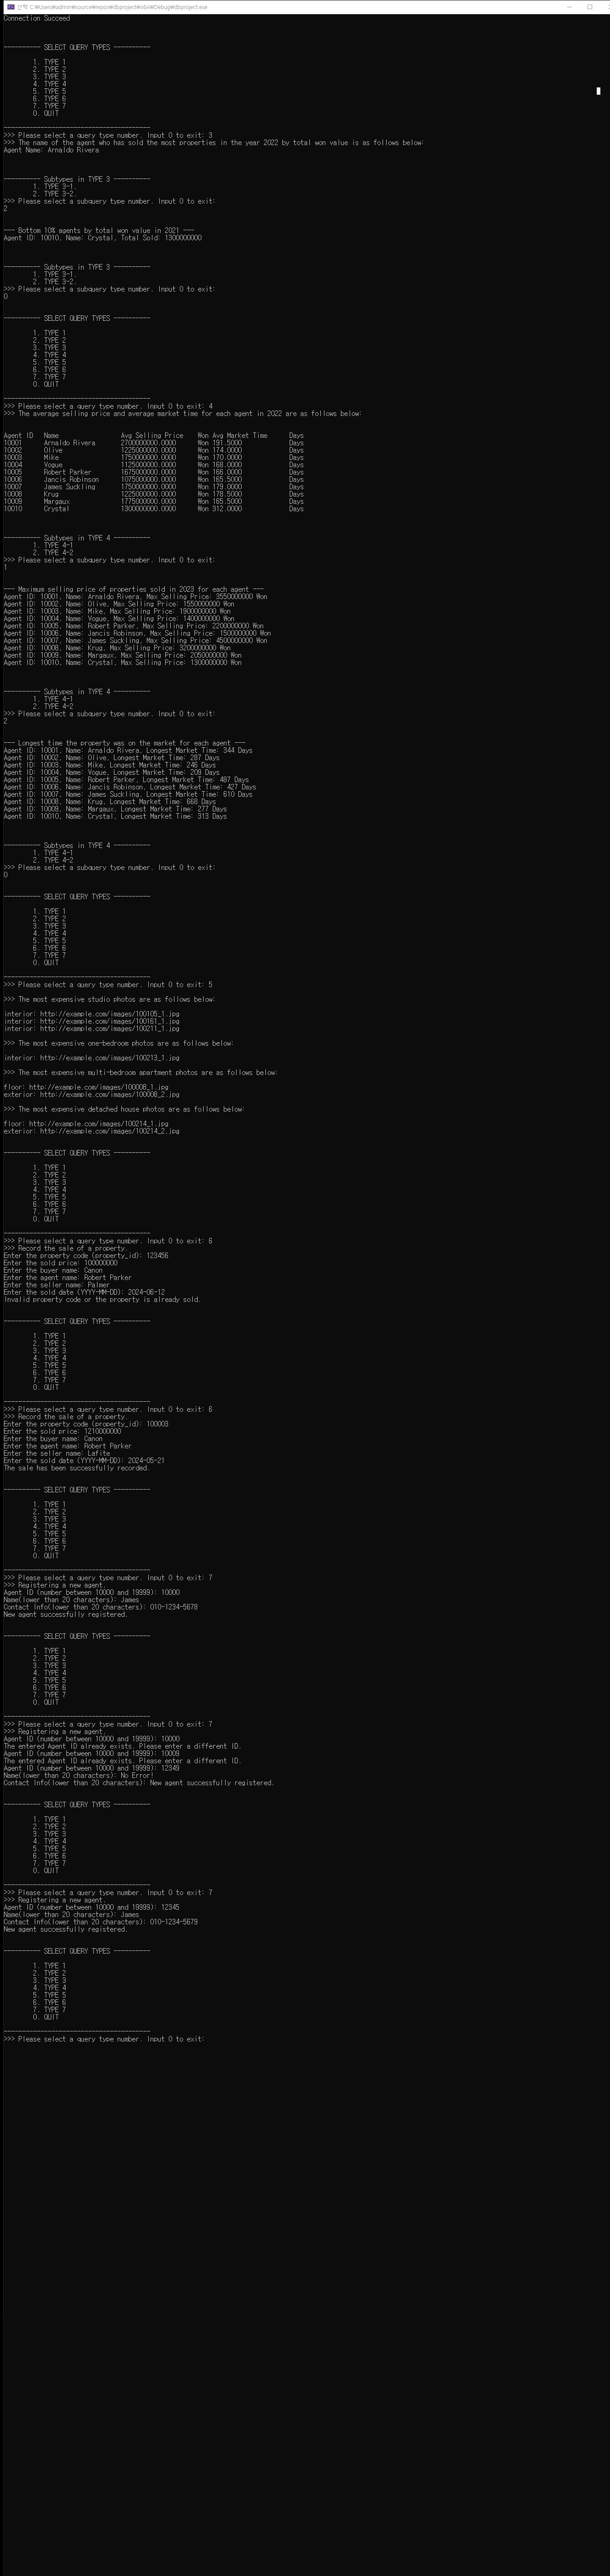 선택 C:₩Users₩admin₩source₩repos₩dbproject₩x64₩Debug₩dbproject.exe
Connection Succeed
---------- SELECT QUERY TYPES ----------
1. TYPE 1
2. TYPE 2
3. TYPE 3
4. TYPE 4
5. TYPE 5
6. TYPE 6
7. TYPE 7
0. QUIT
----------------------------------------
>>> Please select a query type number. Input 0 to exit: 3
>>> The name of the agent who has sold the most properties in the year 2022 by total won value is as follows below:
Agent Name: Arnaldo Rivera
---------- Subtypes in TYPE 3
1. TYPE 3-1.
2. TYPE 3-2.
>>> Please select a subquery type number. Input 0 to exit:
2
--- Bottom 10% agents by total won value in 2021 ---
Agent ID: 10010, Name: Crystal, Total Sold: 1300000000
---------- Subtypes in TYPE 3
1. TYPE 3-1.
2. TYPE 3-2.
>>> Please select a subquery type number. Input 0 to exit:
0
---------- SELECT QUERY TYPES ----------
1. TYPE 1
2. TYPE 2
3. TYPE 3
4. TYPE 4
5. TYPE 5
6. TYPE 6
7. TYPE 7
0. QUIT
----------------------------------------
>>> Please select a query type number. Input 0 to exit: 4
>>> The average selling price and average market time for each agent in 2022 are as follows below:
Agent ID Name Avg Selling Price Won Avg Market Time Days
10001 Arnaldo Rivera 2700000000.0000 Won 191.5000 Days
10002 Olive 1225000000.0000 Won 174.0000 Days
10003 Mike 1750000000.0000 Won 170.0000 Days
10004 Vogue 1125000000.0000 Won 168.0000 Days
10005 Robert Parker 1675000000.0000 Won 166.0000 Days
10006 Jancis Robinson 1075000000.0000 Won 165.5000 Days
10007 James Suckling 1750000000.0000 Won 179.0000 Days
10008 Krug 1225000000.0000 Won 178.5000 Days
10009 Margaux 1775000000.0000 Won 165.5000 Days
10010 Crystal 1300000000.0000 Won 312.0000 Days
---------- Subtypes in TYPE 4
1. TYPE 4-1
2. TYPE 4-2
>>> Please select a subquery type number. Input 0 to exit:
1
--- Maximum selling price of properties sold in 2023 for each agent ---
Agent ID: 10001, Name: Arnaldo Rivera, Max Selling Price: 3550000000 Won
Agent ID: 10002, Name: Olive, Max Selling Price: 1550000000 Won
Agent ID: 10003, Name: Mike, Max Selling Price: 1900000000 Won
Agent ID: 10004, Name: Vogue, Max Selling Price: 1400000000 Won
Agent ID: 10005, Name: Robert Parker, Max Selling Price: 2200000000 Won
Agent ID: 10006, Name: Jancis Robinson, Max Selling Price: 1500000000 Won
Agent ID: 10007, Name: James Suckling, Max Selling Price: 4500000000 Won
Agent ID: 10008, Name: Krug, Max Selling Price: 3200000000 Won
Agent ID: 10009, Name: Margaux, Max Selling Price: 2050000000 Won
Agent ID: 10010, Name: Crystal, Max Selling Price: 1300000000 Won
---------- Subtypes in TYPE 4
1. TYPE 4-1
2. TYPE 4-2
>>> Please select a subquery type number. Input 0 to exit:
2
--- Longest time the property was on the market for each agent ---
Agent ID: 10001, Name: Arnaldo Rivera, Longest Market Time: 344 Days
Agent ID: 10002, Name: Olive, Longest Market Time: 287 Days
Agent ID: 10003, Name: Mike, Longest Market Time: 246 Days
Agent ID: 10004, Name: Vogue, Longest Market Time: 209 Days
Agent ID: 10005, Name: Robert Parker, Longest Market Time: 487 Days
Agent ID: 10006, Name: Jancis Robinson, Longest Market Time: 427 Days
Agent ID: 10007, Name: James Suckling, Longest Market Time: 610 Days
Agent ID: 10008, Name: Krug, Longest Market Time: 668 Days
Agent ID: 10009, Name: Margaux, Longest Market Time: 277 Days
Agent ID: 10010, Name: Crystal, Longest Market Time: 313 Days
---------- Subtypes in TYPE 4
1. TYPE 4-1
2. TYPE 4-2
>>> Please select a subquery type number. Input 0 to exit:
0
---------- SELECT QUERY TYPES ----------
1. TYPE 1
2. TYPE 2
3. TYPE 3
4. TYPE 4
5. TYPE 5
6. TYPE 6
7. TYPE 7
0. QUIT
----------------------------------------
>>> Please select a query type number. Input 0 to exit: 5
>>> The most expensive studio photos are as follows below:
interior: http://example.com/images/100105_1.jpg
interior: http://example.com/images/100161_1.jpg
interior: http://example.com/images/100211_1.jpg
>>> The most expensive one-bedroom photos are as follows below:
interior: http://example.com/images/100213_1.jpg
>>> The most expensive multi-bedroom apartment photos are as follows below:
floor: http://example.com/images/100008_1.jpg
exterior: http://example.com/images/100008_2.jpg
>>> The most expensive detached house photos are as follows below:
floor: http://example.com/images/100214_1.jpg
exterior: http://example.com/images/100214_2.jpg
---------- SELECT QUERY TYPES ----------
1. TYPE 1
2. TYPE 2
3. TYPE 3
4. TYPE 4
5. TYPE 5
6. TYPE 6
7. TYPE 7
0. QUIT
----------------------------------------
>>> Please select a query type number. Input 0 to exit: 6
>>> Record the sale of a property.
Enter the property code (property_id): 123456
Enter the sold price: 100000000
Enter the buyer name: Canon
Enter the agent name: Robert Parker
Enter the seller name: Palmer
Enter the sold date (YYYY-MM-DD): 2024-06-12
Invalid property code or the property is already sold.
---------- SELECT QUERY TYPES ----------
1. TYPE 1
2. TYPE 2
3. TYPE 3
4. TYPE 4
5. TYPE 5
6. TYPE 6
7. TYPE 7
0. QUIT
----------------------------------------
>>> Please select a query type number. Input 0 to exit: 6
>>> Record the sale of a property.
Enter the property code (property_id): 100003
Enter the sold price: 1210000000
Enter the buyer name: Canon
Enter the agent name: Robert Parker
Enter the seller name: Lafite
Enter the sold date (YYYY-MM-DD): 2024-05-21
The sale has been successfully recorded.
---------- SELECT QUERY TYPES ----------
1. TYPE 1
2. TYPE 2
3. TYPE 3
4. TYPE 4
5. TYPE 5
6. TYPE 6
7. TYPE 7
0. QUIT
----------------------------------------
>>> Please select a query type number. Input 0 to exit: 7
>>> Registering a new agent.
Agent ID (number between 10000 and 19999): 10000
Name(lower than 20 characters): James
Contact Info(lower than 20 characters): 010-1234-5678
New agent successfully registered.
---------- SELECT QUERY TYPES ----------
1. TYPE 1
2. TYPE 2
3. TYPE 3
4. TYPE 4
5. TYPE 5
6. TYPE 6
7. TYPE 7
0. QUIT
----------------------------------------
>>> Please select a query type number. Input 0 to exit: 7
>>> Registering a new agent.
Agent ID (number between 10000 and 19999): 10000
The entered Agent ID already exists. Please enter a different ID.
Agent ID (number between 10000 and 19999): 10009
The entered Agent ID already exists. Please enter a different ID.
Agent ID (number between 10000 and 19999): 12349
Name(lower than 20 characters): No Error!
Contact Info(lower than 20 characters): New agent successfully registered.
---------- SELECT QUERY TYPES ----------
1. TYPE 1
2. TYPE 2
3. TYPE 3
4. TYPE 4
5. TYPE 5
6. TYPE 6
7. TYPE 7
0. QUIT
----------------------------------------
>>> Please select a query type number. Input 0 to exit: 7
>>> Registering a new agent.
Agent ID (number between 10000 and 19999): 12345
Name(lower than 20 characters): James
Contact Info(lower than 20 characters): 010-1234-5679
New agent successfully registered.
---------- SELECT QUERY TYPES ----------
1. TYPE 1
2. TYPE 2
3. TYPE 3
4. TYPE 4
5. TYPE 5
6. TYPE 6
7. TYPE 7
0. QUIT
----------------------------------------
>>> Please select a query type number. Input 0 to exit: